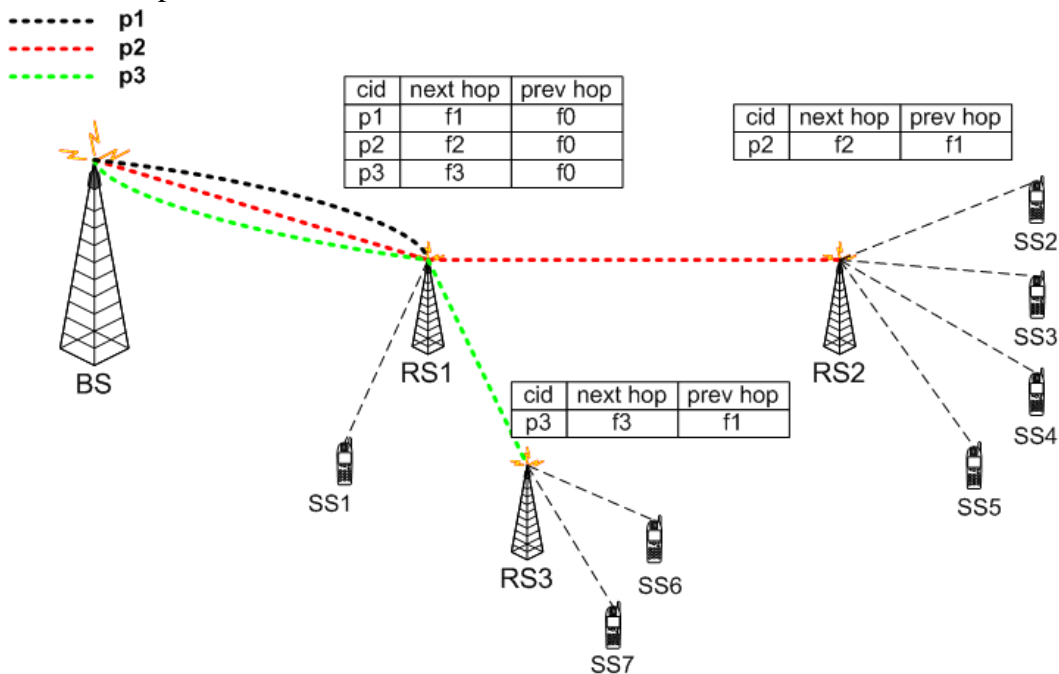 p1
p2
p3
cid next hop prev hop
p1 f1 f0
p2 f2 f0
p3 f3 f0
cid next hop prev hop
p2 f2 f1
SS2
SS3
BS
RS1
RS2
cid next hop prev hop
p3 f3 f1
SS4
SS1
SS5
RS3
SS6
SS7